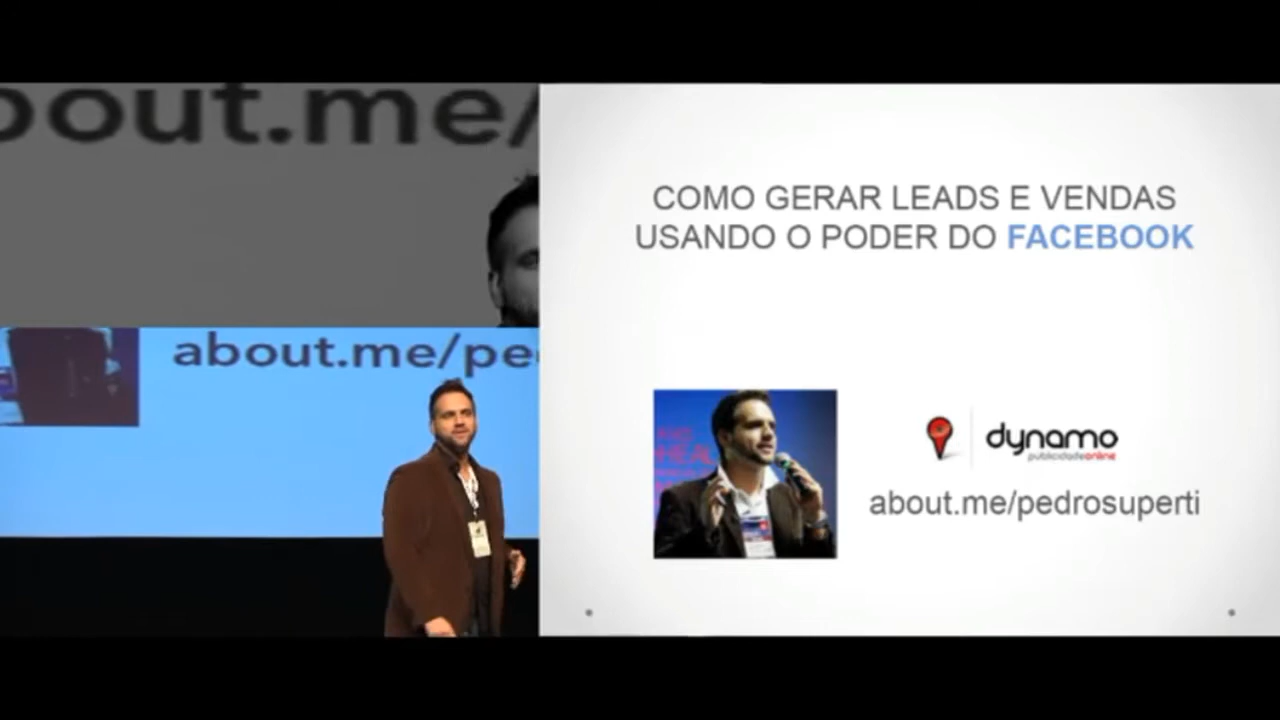 bout.me/
about.me/pe
COMO GERAR LEADS E VENDAS
USANDO O PODER DO FACEBOOK
dynamo
publicidadeonline
about.me/pedrosuperti